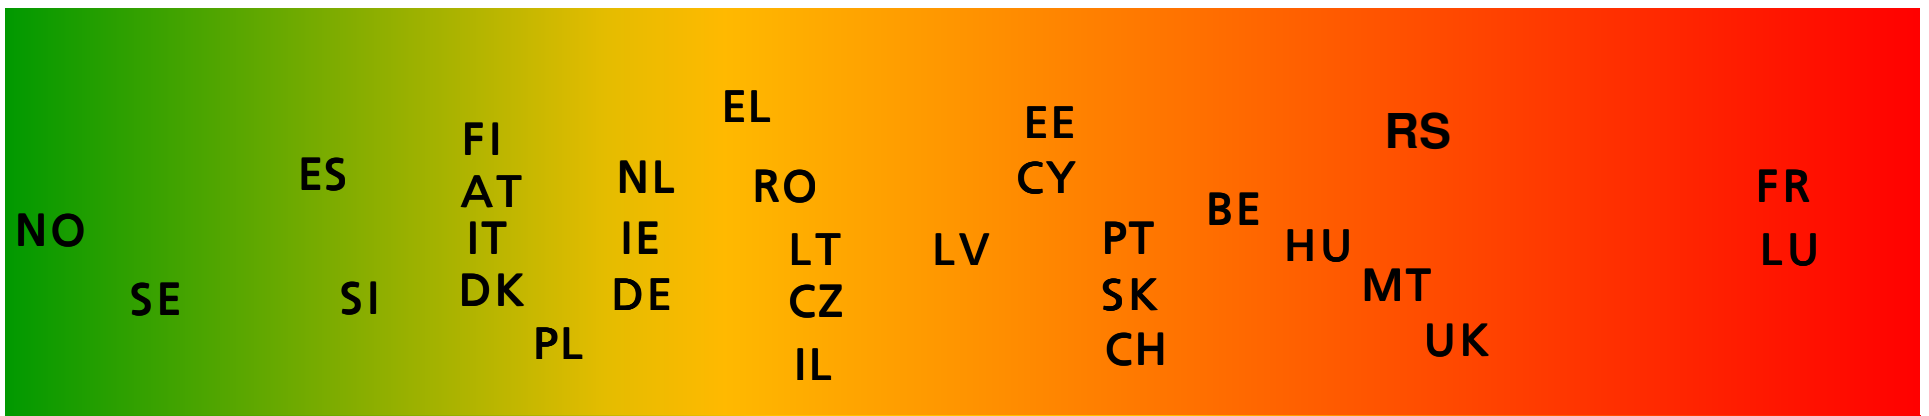 EL
EE
RS
FI
ES
AT
NL
RO
CY
FR
NO
IT
IE
LT
LV
PT
BE
HU
LU
SE
SI
DK
DE
CZ
SK
MT
PL
IL
CH
UK